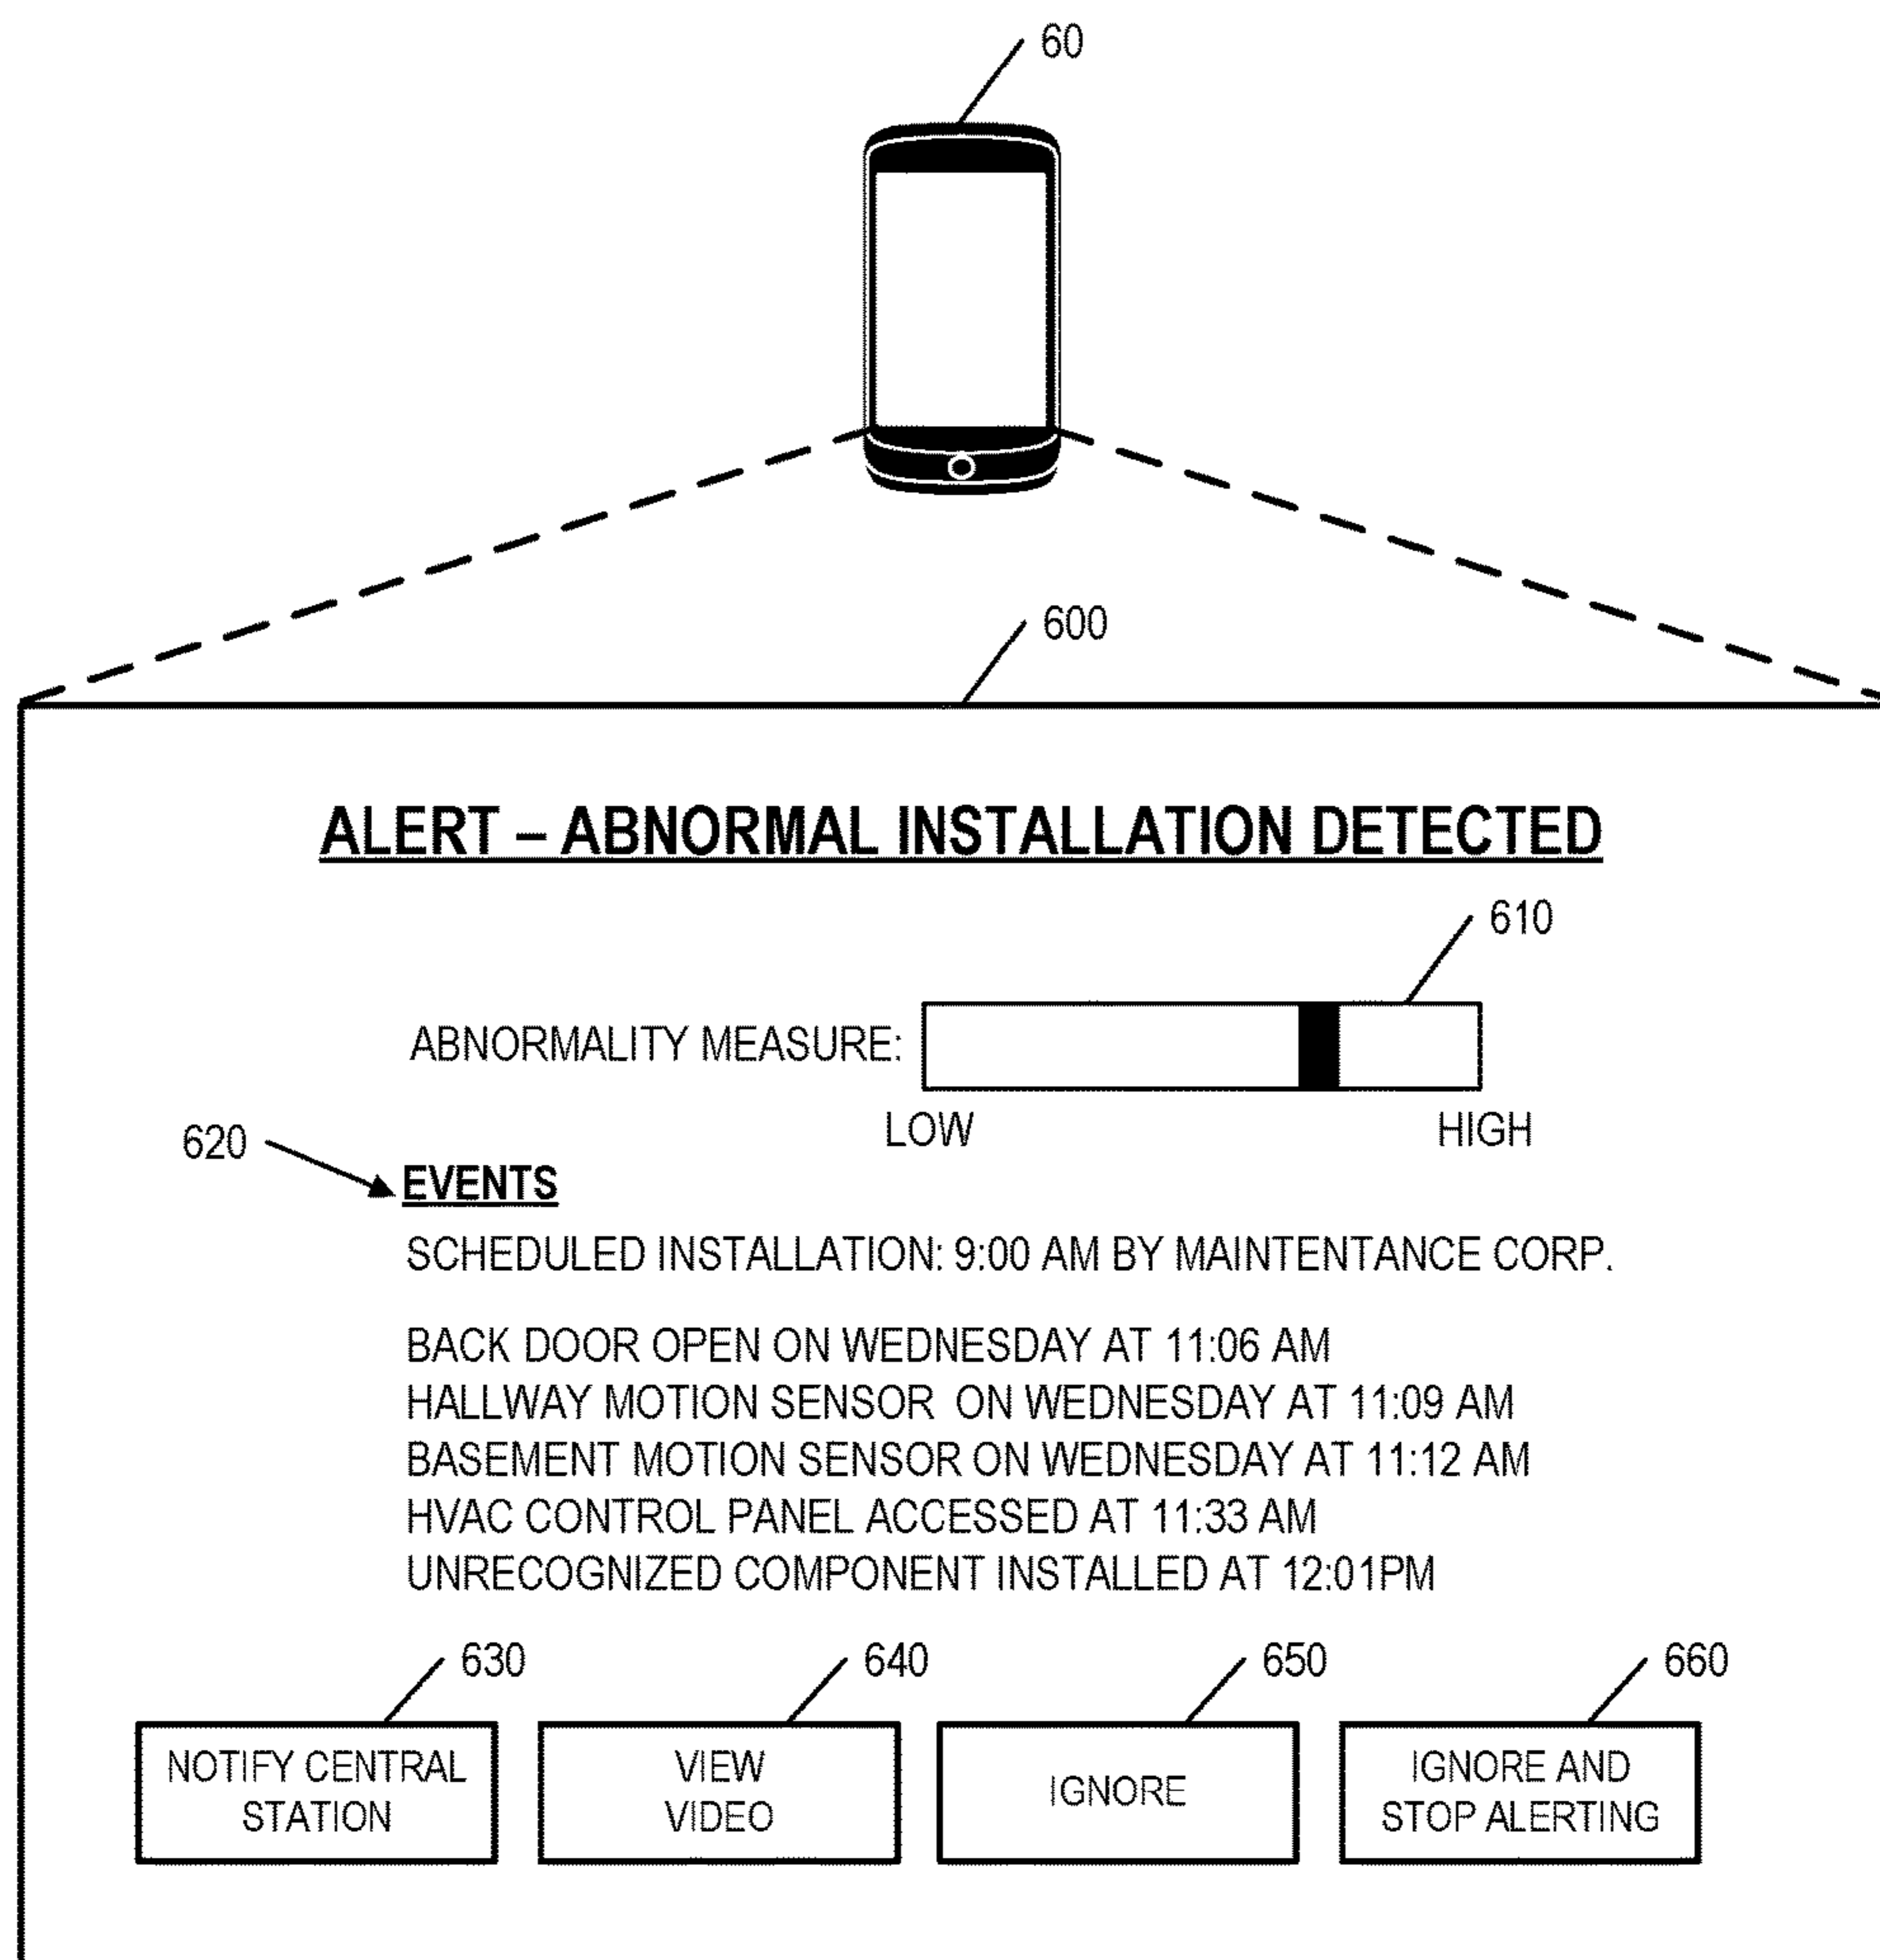 60
600
ALERT – ABNORMAL INSTALLATION DETECTED
610
ABNORMALITY MEASURE:
LOW HIGH
620
EVENTS
SCHEDULED INSTALLATION: 9:00 AM BY MAINTENTANCE CORP.
BACK DOOR OPEN ON WEDNESDAY AT 11:06 AM
HALLWAY MOTION SENSOR ON WEDNESDAY AT 11:09 AM
BASEMENT MOTION SENSOR ON WEDNESDAY AT 11:12 AM
HVAC CONTROL PANEL ACCESSED AT 11:33 AM
UNRECOGNIZED COMPONENT INSTALLED AT 12:01PM
630
640
650
660
NOTIFY CENTRAL
STATION
VIEW
VIDEO
IGNORE
IGNORE AND
STOP ALERTING